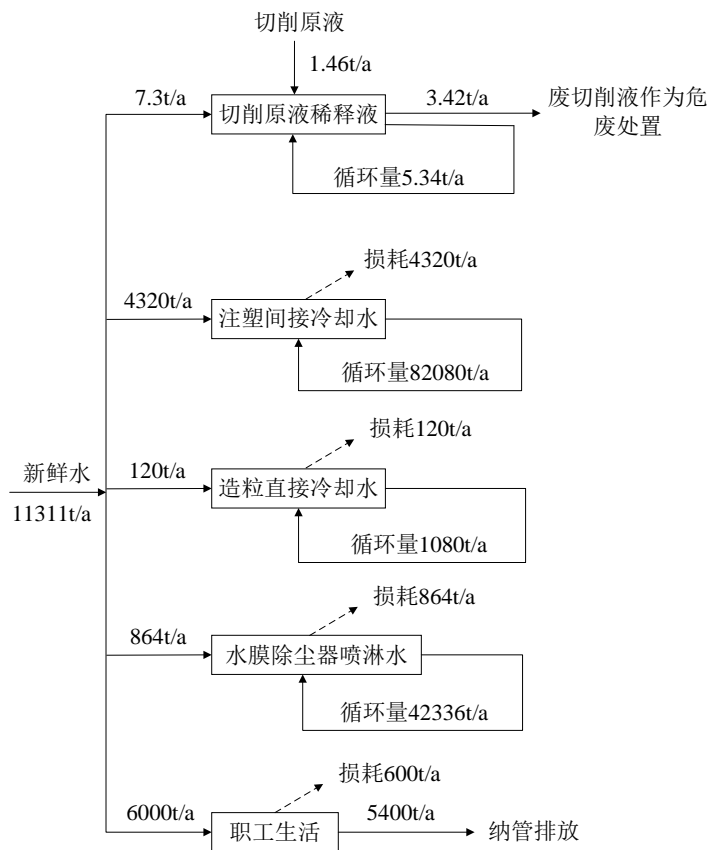 切削原液
1.46t/a
7.3t/a
切削原液稀释液
3.42t/a
废切削液作为危
废处置
循环量5.34t/a
损耗4320t/a
4320t/a
注塑间接冷却水
循环量82080t/a
损耗120t/a
新鲜水
11311t/a
120t/a
造粒直接冷却水
循环量1080t/a
损耗864t/a
864t/a
水膜除尘器喷淋水
循环量42336t/a
损耗600t/a
6000t/a
职工生活
5400t/a
纳管排放